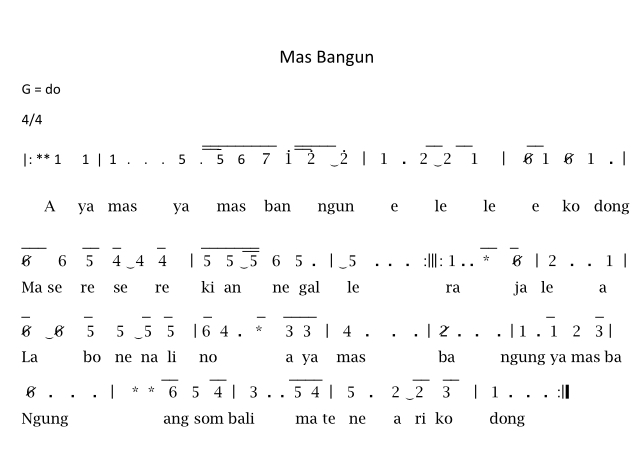 Mas Bangun
G = do
4/4
|: ** 1 1 | 1 . . . 5 . 5 6 7 1̇ 2̇ ‿2̇ | 1 . 2‿2 1 | 6̸ 1 6̸ 1 . |
A ya mas ya mas ban ngun e le le e ko dong
6̸ 6 5 4‿4 4 | 5 5‿5 6 5 . |‿5 . . . :||: 1 . . * 6̸ | 2 . . 1 |
Ma se re se re ki an ne gal le ra ja le a
6̸ ‿6̸ 5 5 ‿5 5 | 6 4 . * 3 3 | 4 . . . | 2̸ . . . | 1 . 1 2 3 |
La bo ne na li no a ya mas ba ngung ya mas ba
6̸ . . . | * * 6 5 4 | 3 . . 5 4 | 5 . 2 ‿2 3 | 1 . . . :||
Ngung ang som bali ma te ne a ri ko dong